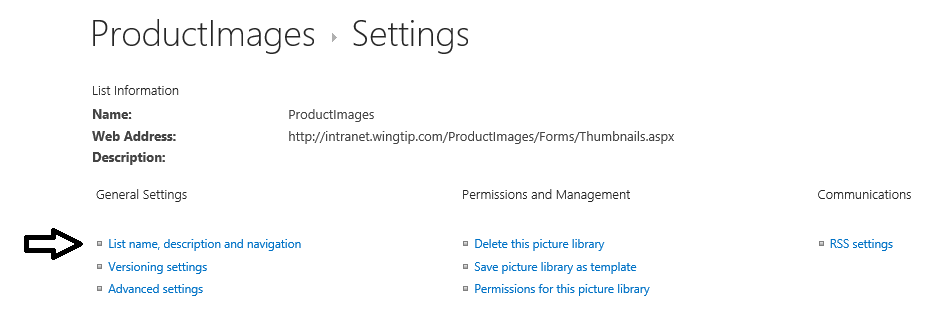 ProductImages ▸ Settings
List Information
Name: ProductImages
Web Address: http://intranet.wingtip.com/ProductImages/Forms/Thumbnails.aspx
Description:
General Settings Permissions and Management Communications
List name, description and navigation Delete this picture library RSS settings
Versioning settings Save picture library as template
Advanced settings Permissions for this picture library